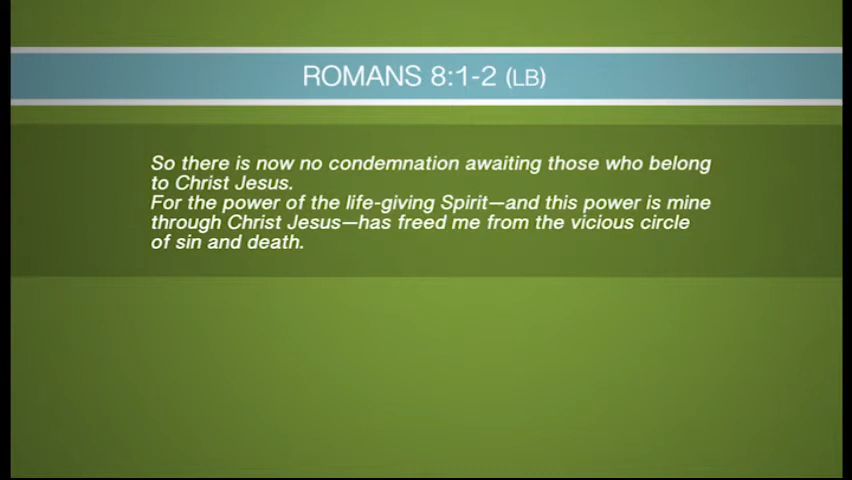 ROMANS 8:1-2 (LB)
So there is now no condemnation awaiting those who belong
to Christ Jesus.
For the power of the life-giving Spirit—and this power is mine
through Christ Jesus—has freed me from the vicious circle
of sin and death.